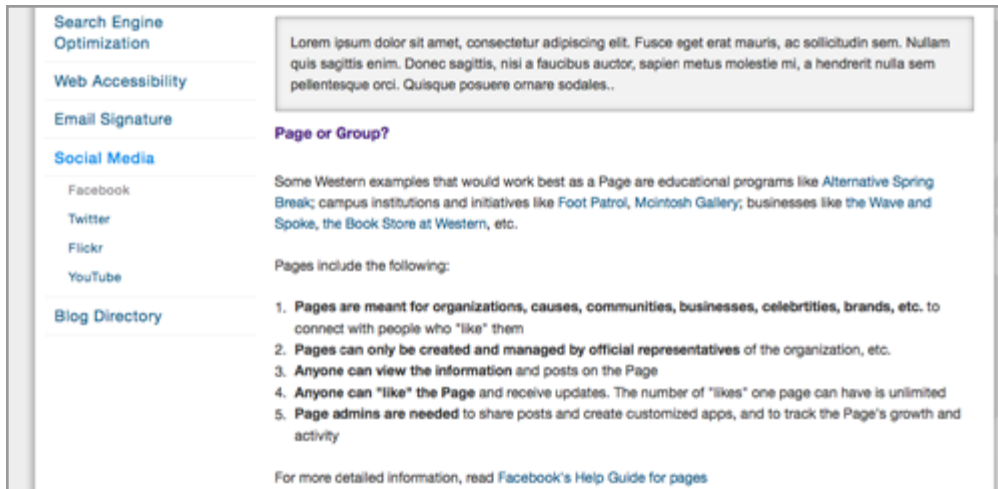 Search Engine
Optimization
Web Accessibility
Email Signature
Social Media
Facebook
Twitter
Flickr
YouTube
Blog Directory
Lorem ipsum dolor sit amet, consectetur adipiscing elit. Fusce eget erat mauris, ac sollicitudin sem. Nullam
quis sagittis enim. Donec sagittis, nisi a faucibus auctor, sapien metus molestie mi, a hendrerit nulla sem
pellentesque orci. Quisque posuere ornare sodales..
Page or Group?
Some Western examples that would work best as a Page are educational programs like Alternative Spring
Break; campus institutions and initiatives like Foot Patrol, McIntosh Gallery; businesses like the Wave and
Spoke, the Book Store at Western, etc.
Pages include the following:
1. Pages are meant for organizations, causes, communities, businesses, celebrtities, brands, etc. to
connect with people who "like" them
2. Pages can only be created and managed by official representatives of the organization, etc.
3. Anyone can view the information and posts on the Page
4. Anyone can "like" the Page and receive updates. The number of "likes" one page can have is unlimited
5. Page admins are needed to share posts and create customized apps, and to track the Page's growth and
activity
For more detailed information, read Facebook's Help Guide for pages